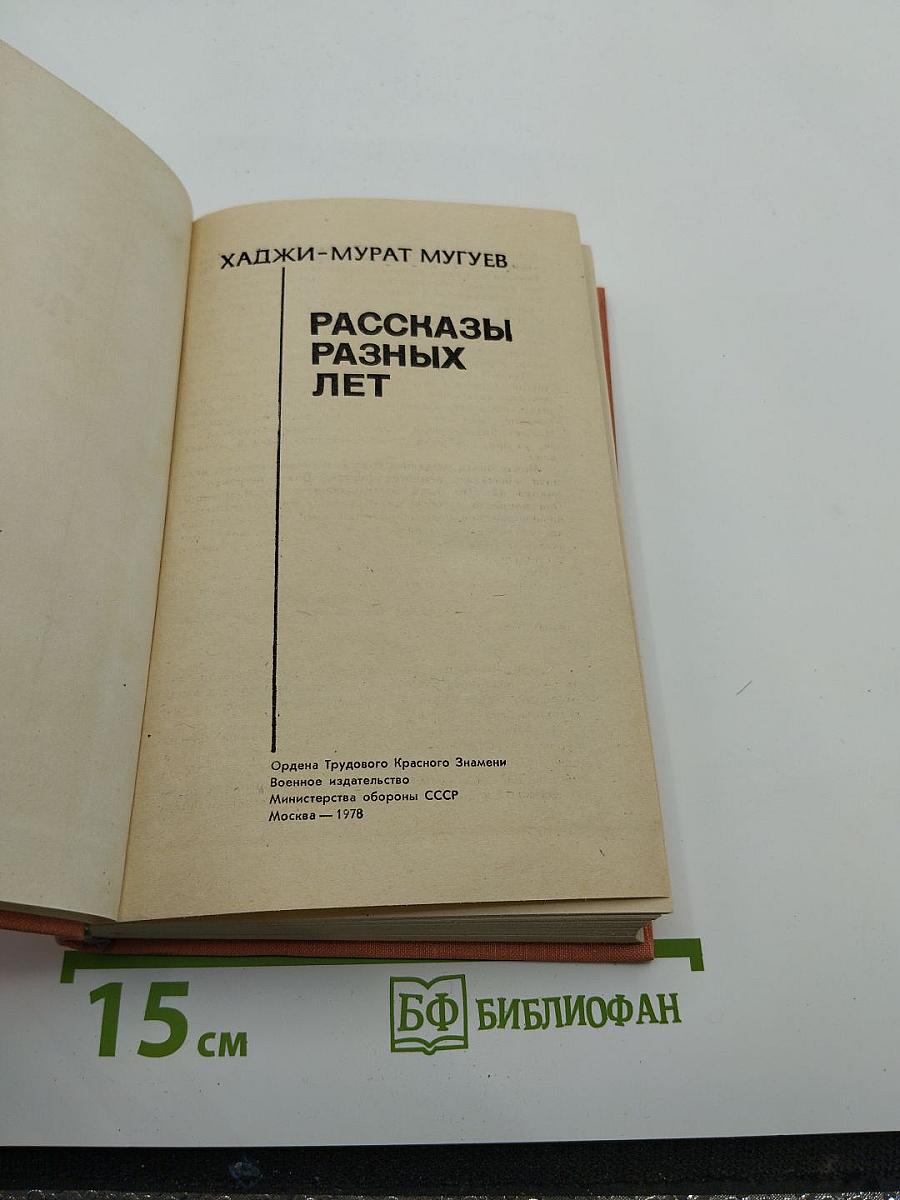 ХАДЖИ-МУРАТ МУГУЕВ
РАССКАЗЫ
РАЗНЫХ
ЛЕТ
Ордена Трудового Красного Знамени
Военное издательство
Министерства обороны СССР
Москва — 1978
15 см
БФ БИБЛИОФАН